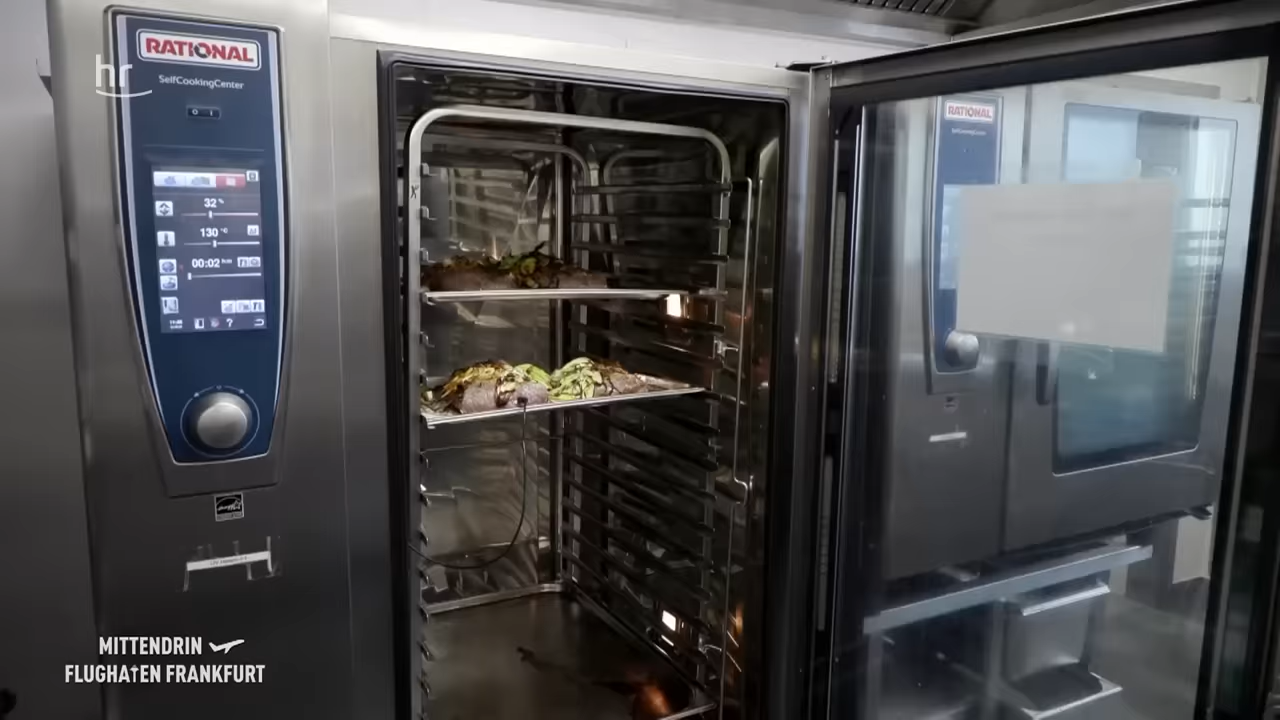 hr
RATIONAL
SelfCookingCenter
32 %
130 °C
00:02
?
RATIONAL
SelfCookingCenter
MITTENDRIN
FLUGHAFEN FRANKFURT